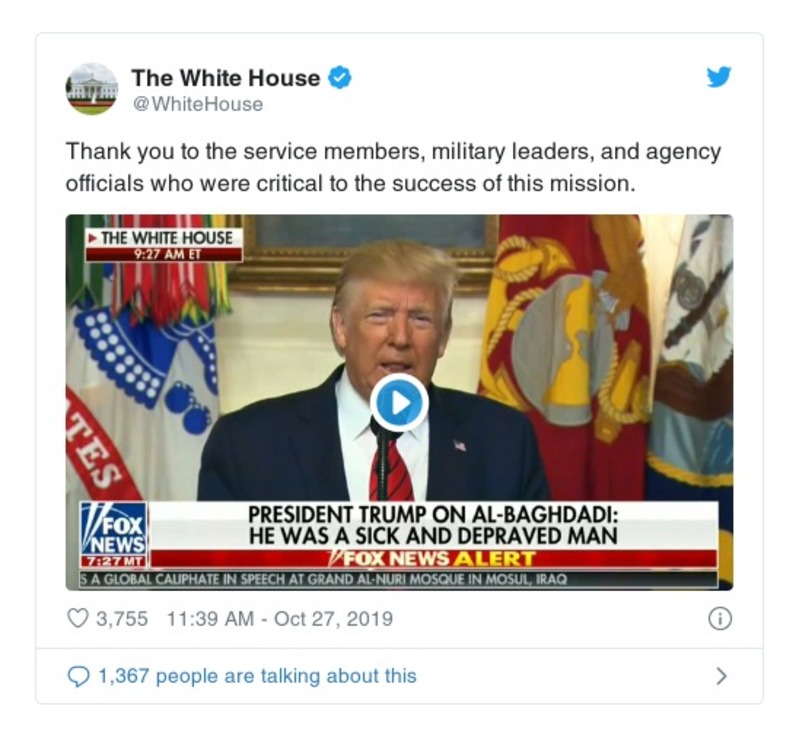 The White House
@WhiteHouse
Thank you to the service members, military leaders, and agency
officials who were critical to the success of this mission.
THE WHITE HOUSE
9:27 AM ET
TES
PRESIDENT TRUMP ON AL-BAGHDADI:
HE WAS A SICK AND DEPRAVED MAN
FOX
NEWS
7:27 MT
FOX NEWS ALERT
S A GLOBAL CALIPHATE IN SPEECH AT GRAND AL-NURI MOSQUE IN MOSUL, IRAQ
3,755 11:39 AM - Oct 27, 2019
1,367 people are talking about this